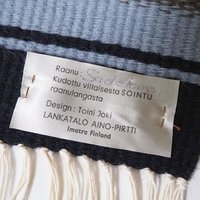 Raanu:
Kudottu villaisesta SOINTU
raanulangasta
Design: Toini Joki
LANKATALO AINO-PIRTTI
Imatra Finland